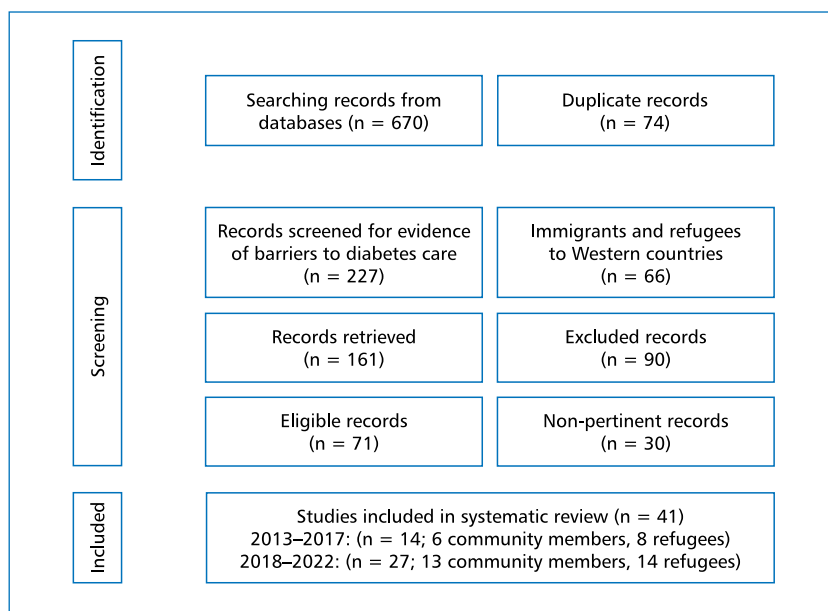 Identification
Searching records from
databases (n = 670)
Duplicate records
(n = 74)
Screening
Records screened for evidence
of barriers to diabetes care
(n = 227)
Immigrants and refugees
to Western countries
(n = 66)
Records retrieved
(n = 161)
Excluded records
(n = 90)
Eligible records
(n = 71)
Non-pertinent records
(n = 30)
Included
Studies included in systematic review (n = 41)
2013–2017: (n = 14; 6 community members, 8 refugees)
2018–2022: (n = 27; 13 community members, 14 refugees)